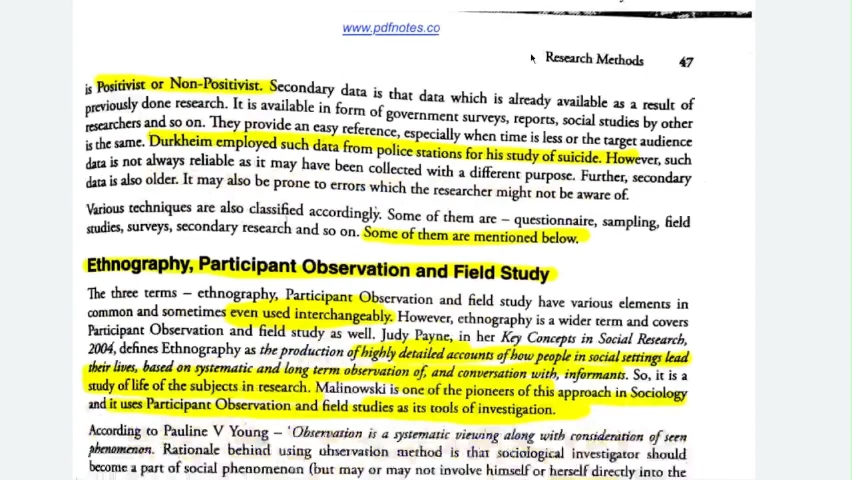 www.pdfnotes.co
Research Methods 47
is Positivist or Non-Positivist. Secondary data is that data which is already available as a result of
previously done research. It is available in form of government surveys, reports, social studies by other
researchers and so on. They provide an easy reference, especially when time is less or the target audience
is the same. Durkheim employed such data from police stations for his study of suicide. However, such
data is not always reliable as it may have been collected with a different purpose. Further, secondary
data is also older. It may also be prone to errors which the researcher might not be aware of.
Various techniques are also classified accordingly. Some of them are – questionnaire, sampling, field
studies, surveys, secondary research and so on. Some of them are mentioned below.
Ethnography, Participant Observation and Field Study
The three terms – ethnography, Participant Observation and field study have various elements in
common and sometimes even used interchangeably. However, ethnography is a wider term and covers
Participant Observation and field study as well. Judy Payne, in her Key Concepts in Social Research,
2004, defines Ethnography as the production of highly detailed accounts of how people in social settings lead
their lives, based on systematic and long term observation of, and conversation with, informants. So, it is a
study of life of the subjects in research. Malinowski is one of the pioneers of this approach in Sociology
and it uses Participant Observation and field studies as its tools of investigation.
According to Pauline V Young – 'Observation is a systematic viewing along with consideration of seen
phenomenon. Rationale behind using observation method is that sociological investigator should
become a part of social phenomenon (but may or may not involve himself or herself directly into the